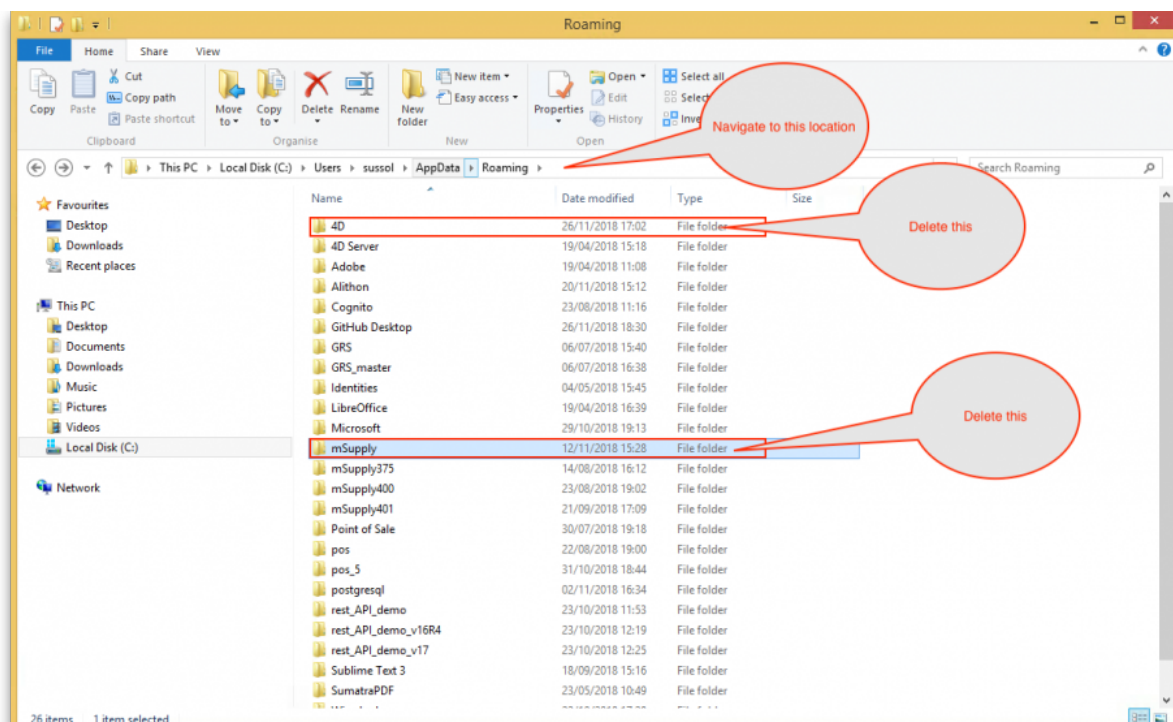 Roaming
File Home Share View
Copy
Paste
Cut
Copy path
Paste shortcut
Clipboard
Move to
Copy to
Delete
Rename
Organise
New folder
New item
Easy access
New
Properties
Open
Edit
History
Open
Select all
Navigate to this location
This PC Local Disk (C:) Users sussol AppData Roaming
Search Roaming
Favourites
Desktop
Downloads
Recent places
This PC
Desktop
Documents
Downloads
Music
Pictures
Videos
Local Disk (C:)
Network
Name Date modified Type Size
4D 26/11/2018 17:02 File folder
Delete this
4D Server 19/04/2018 15:18 File folder
Adobe 19/04/2018 11:08 File folder
Alithon 20/11/2018 15:12 File folder
Cognito 23/08/2018 11:16 File folder
GitHub Desktop 26/11/2018 18:30 File folder
GRS 06/07/2018 15:40 File folder
GRS_master 06/07/2018 16:38 File folder
Identities 04/05/2018 15:45 File folder
LibreOffice 19/04/2018 16:39 File folder
Microsoft 29/10/2018 19:13 File folder
mSupply 12/11/2018 15:28 File folder
Delete this
mSupply375 14/08/2018 16:12 File folder
mSupply400 23/08/2018 19:02 File folder
mSupply401 21/09/2018 17:09 File folder
Point of Sale 30/07/2018 19:18 File folder
pos 22/08/2018 19:00 File folder
pos_5 31/10/2018 18:44 File folder
postgresql 02/11/2018 16:34 File folder
rest_API_demo 23/10/2018 11:53 File folder
rest_API_demo_v16R4 23/10/2018 12:19 File folder
rest_API_demo_v17 23/10/2018 12:25 File folder
Sublime Text 3 18/09/2018 15:16 File folder
SumatraPDF 23/05/2018 10:49 File folder
26 items 1 item selected